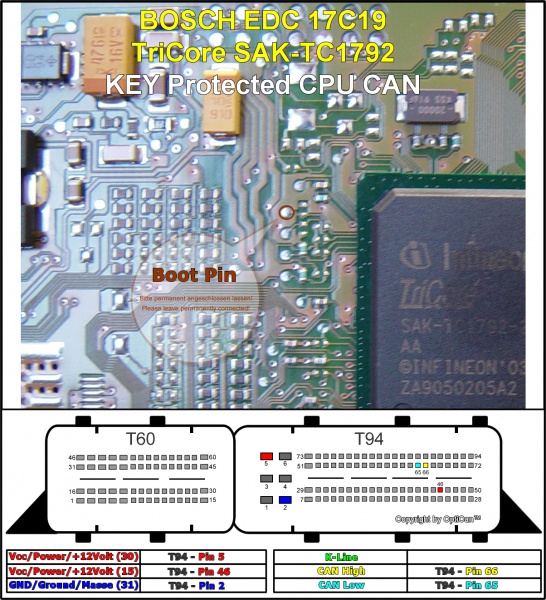 BOSCH EDC 17C19
TriCore SAK-TC1792
KEY Protected CPU CAN
Boot Pin
Bitte permanent angeschlossen lassen!
Please leave permanently connected!
Infineon
TriC
SAK-TC1792-
AA
©INFINEON'03
ZA9050205A2
T60
T94
46 60
31 45
16 30
1 15
5 6
3 4
1 2
73 94
51 65 66 72
46
29 50
7 28
Copyright by OptiCan™
Vcc/Power/+12Volt (30) T94 - Pin 5 K-Line
Vcc/Power/+12Volt (15) T94 - Pin 46 CAN High T94 - Pin 66
GND/Ground/Masse (31) T94 - Pin 2 CAN Low T94 - Pin 65